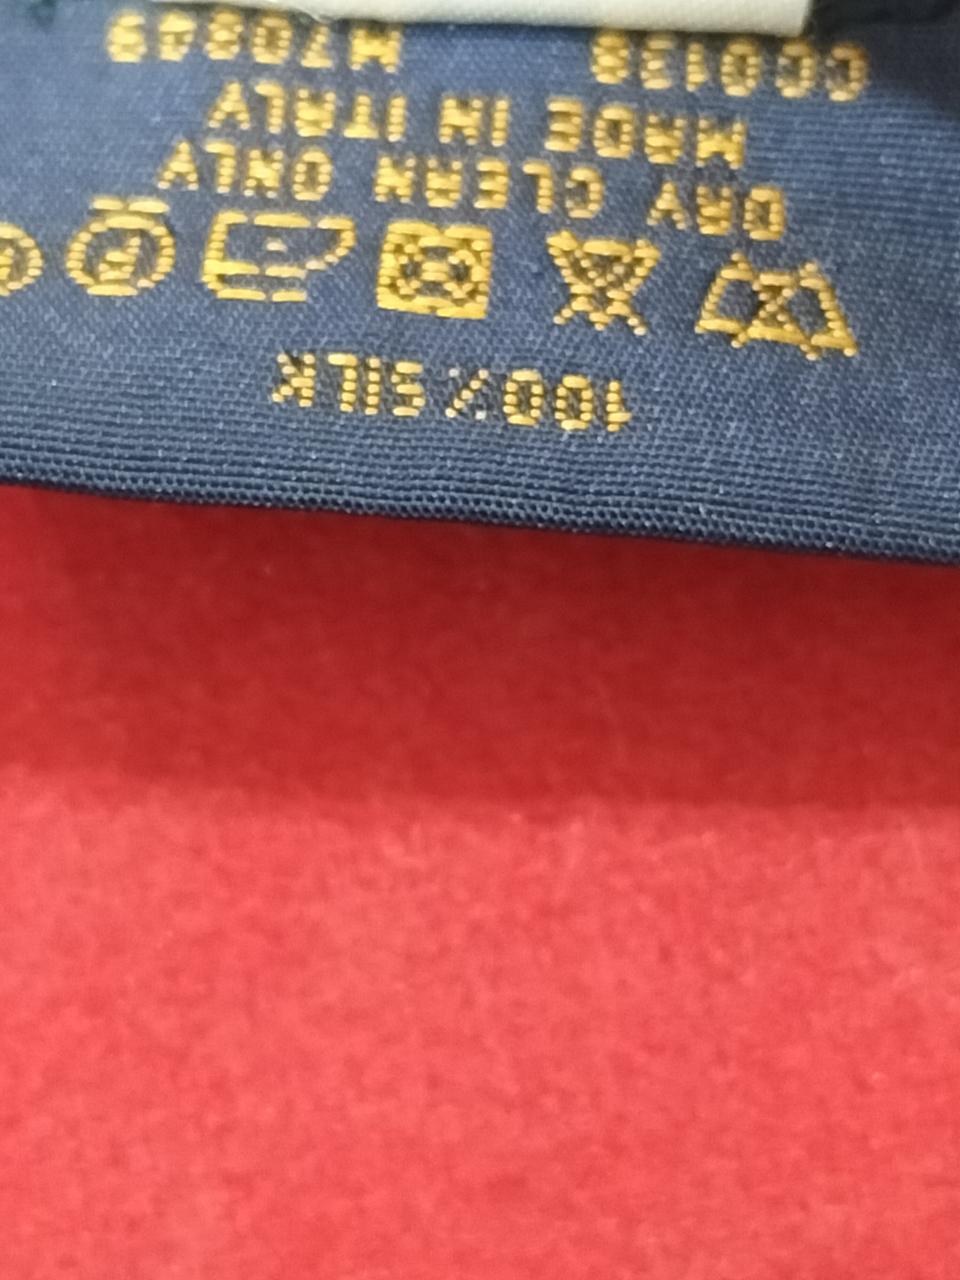 100% SILK
DRY CLEAN ONLY
MADE IN ITALY
CC0138 M70849